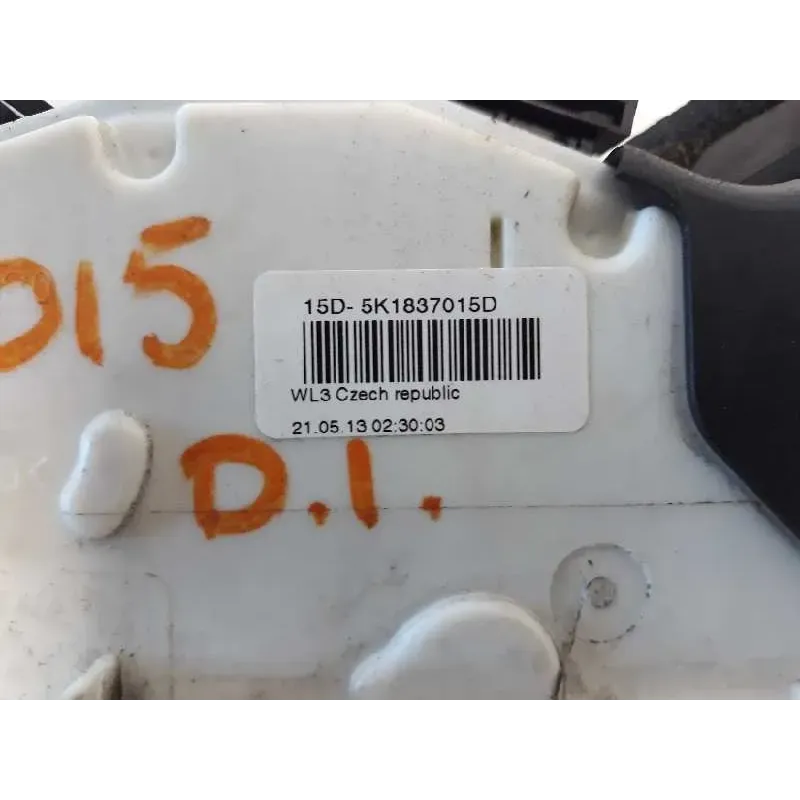 015
15D- 5K1837015D
WL3 Czech republic
21.05.13 02:30:03
D.I.